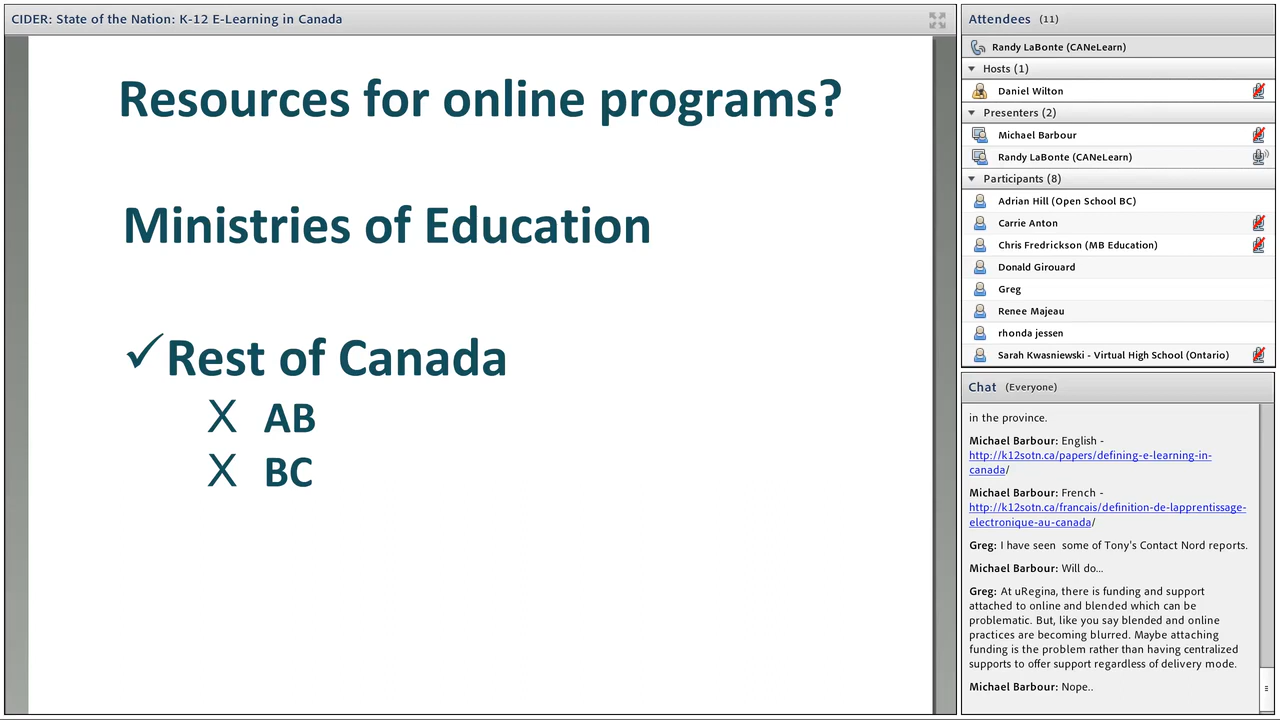 CIDER: State of the Nation: K-12 E-Learning in Canada
Resources for online programs?
Ministries of Education
✓Rest of Canada
X AB
X BC
Attendees (11)
Randy LaBonte (CANeLearn)
Hosts (1)
Daniel Wilton
Presenters (2)
Michael Barbour
Randy LaBonte (CANeLearn)
Participants (8)
Adrian Hill (Open School BC)
Carrie Anton
Chris Fredrickson (MB Education)
Donald Girouard
Greg
Renee Majeau
rhonda jessen
Sarah Kwasniewski - Virtual High School (Ontario)
Chat (Everyone)
in the province.
Michael Barbour: English -
http://k12sotn.ca/papers/defining-e-learning-in-
canada/
Michael Barbour: French -
http://k12sotn.ca/francais/definition-de-lapprentissage-
electronique-au-canada/
Greg: I have seen some of Tony's Contact Nord reports.
Michael Barbour: Will do...
Greg: At uRegina, there is funding and support
attached to online and blended which can be
problematic. But, like you say blended and online
practices are becoming blurred. Maybe attaching
funding is the problem rather than having centralized
supports to offer support regardless of delivery mode.
Michael Barbour: Nope..